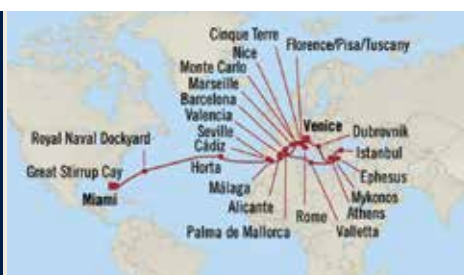 Cinque Terre
Nice
Florence/Pisa/Tuscany
Monte Carlo
Marseille
Barcelona
Valencia
Seville
Cádiz
Venice
Dubrovnik
Istanbul
Ephesus
Mykonos
Athens
Valletta
Rome
Royal Naval Dockyard
Great Stirrup Cay
Miami
Horta
Málaga
Alicante
Palma de Mallorca